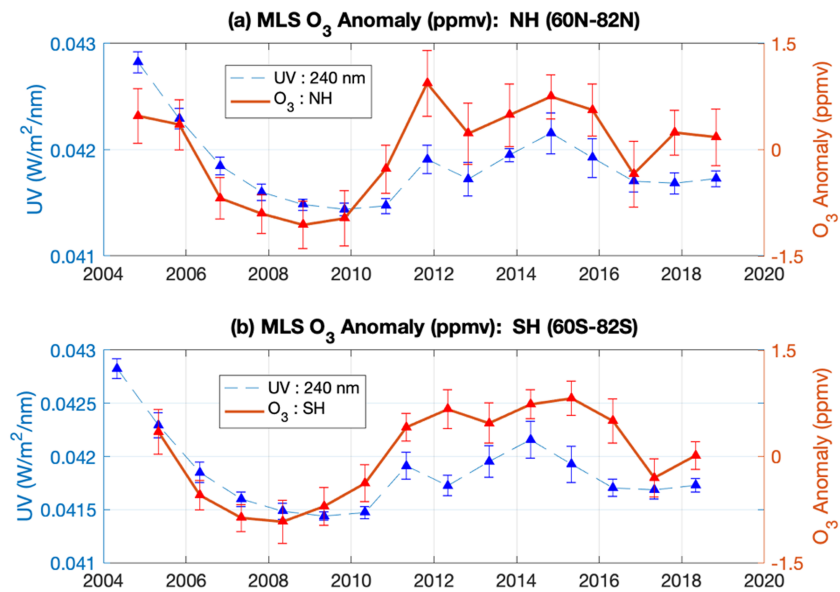 (a) MLS O3 Anomaly (ppmv): NH (60N-82N)
0.043
0.042
0.041
UV (W/m2/nm)
UV : 240 nm
O3 : NH
1.5
0
-1.5
O3 Anomaly (ppmv)
2004 2006 2008 2010 2012 2014 2016 2018 2020
(b) MLS O3 Anomaly (ppmv): SH (60S-82S)
0.043
0.0425
0.042
0.0415
0.041
UV (W/m2/nm)
UV : 240 nm
O3 : SH
1.5
0
-1.5
O3 Anomaly (ppmv)
2004 2006 2008 2010 2012 2014 2016 2018 2020